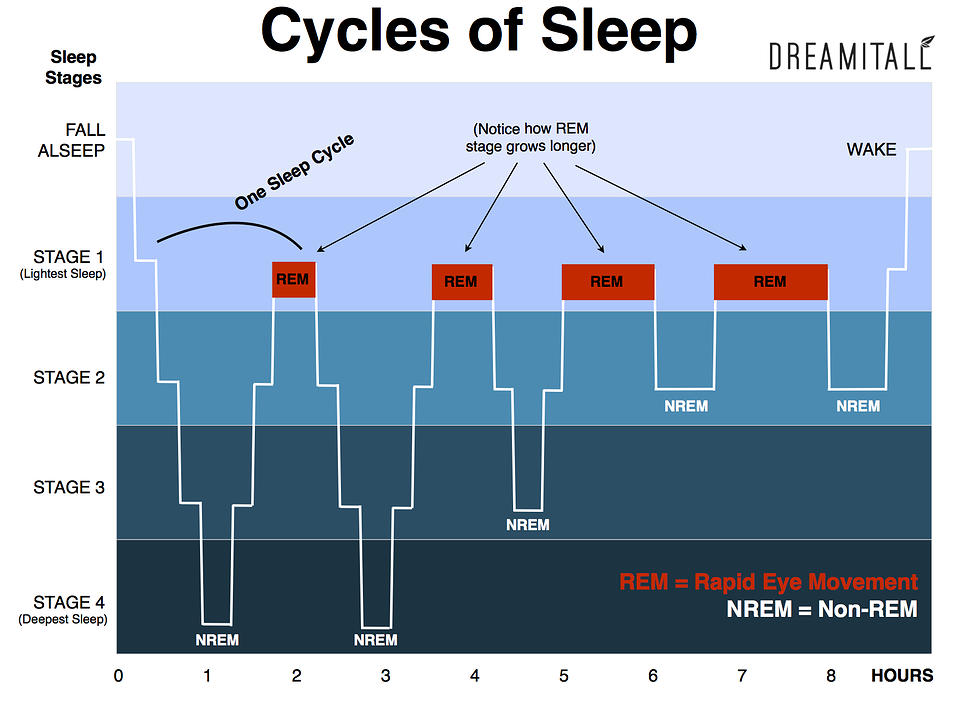 Cycles of Sleep
DREAMITALL
Sleep
Stages
FALL
ALSEEP
One Sleep Cycle
(Notice how REM
stage grows longer)
WAKE
STAGE 1
(Lightest Sleep)
REM
REM
REM
REM
STAGE 2
NREM
NREM
STAGE 3
NREM
STAGE 4
(Deepest Sleep)
NREM
NREM
REM = Rapid Eye Movement
NREM = Non-REM
0 1 2 3 4 5 6 7 8 HOURS